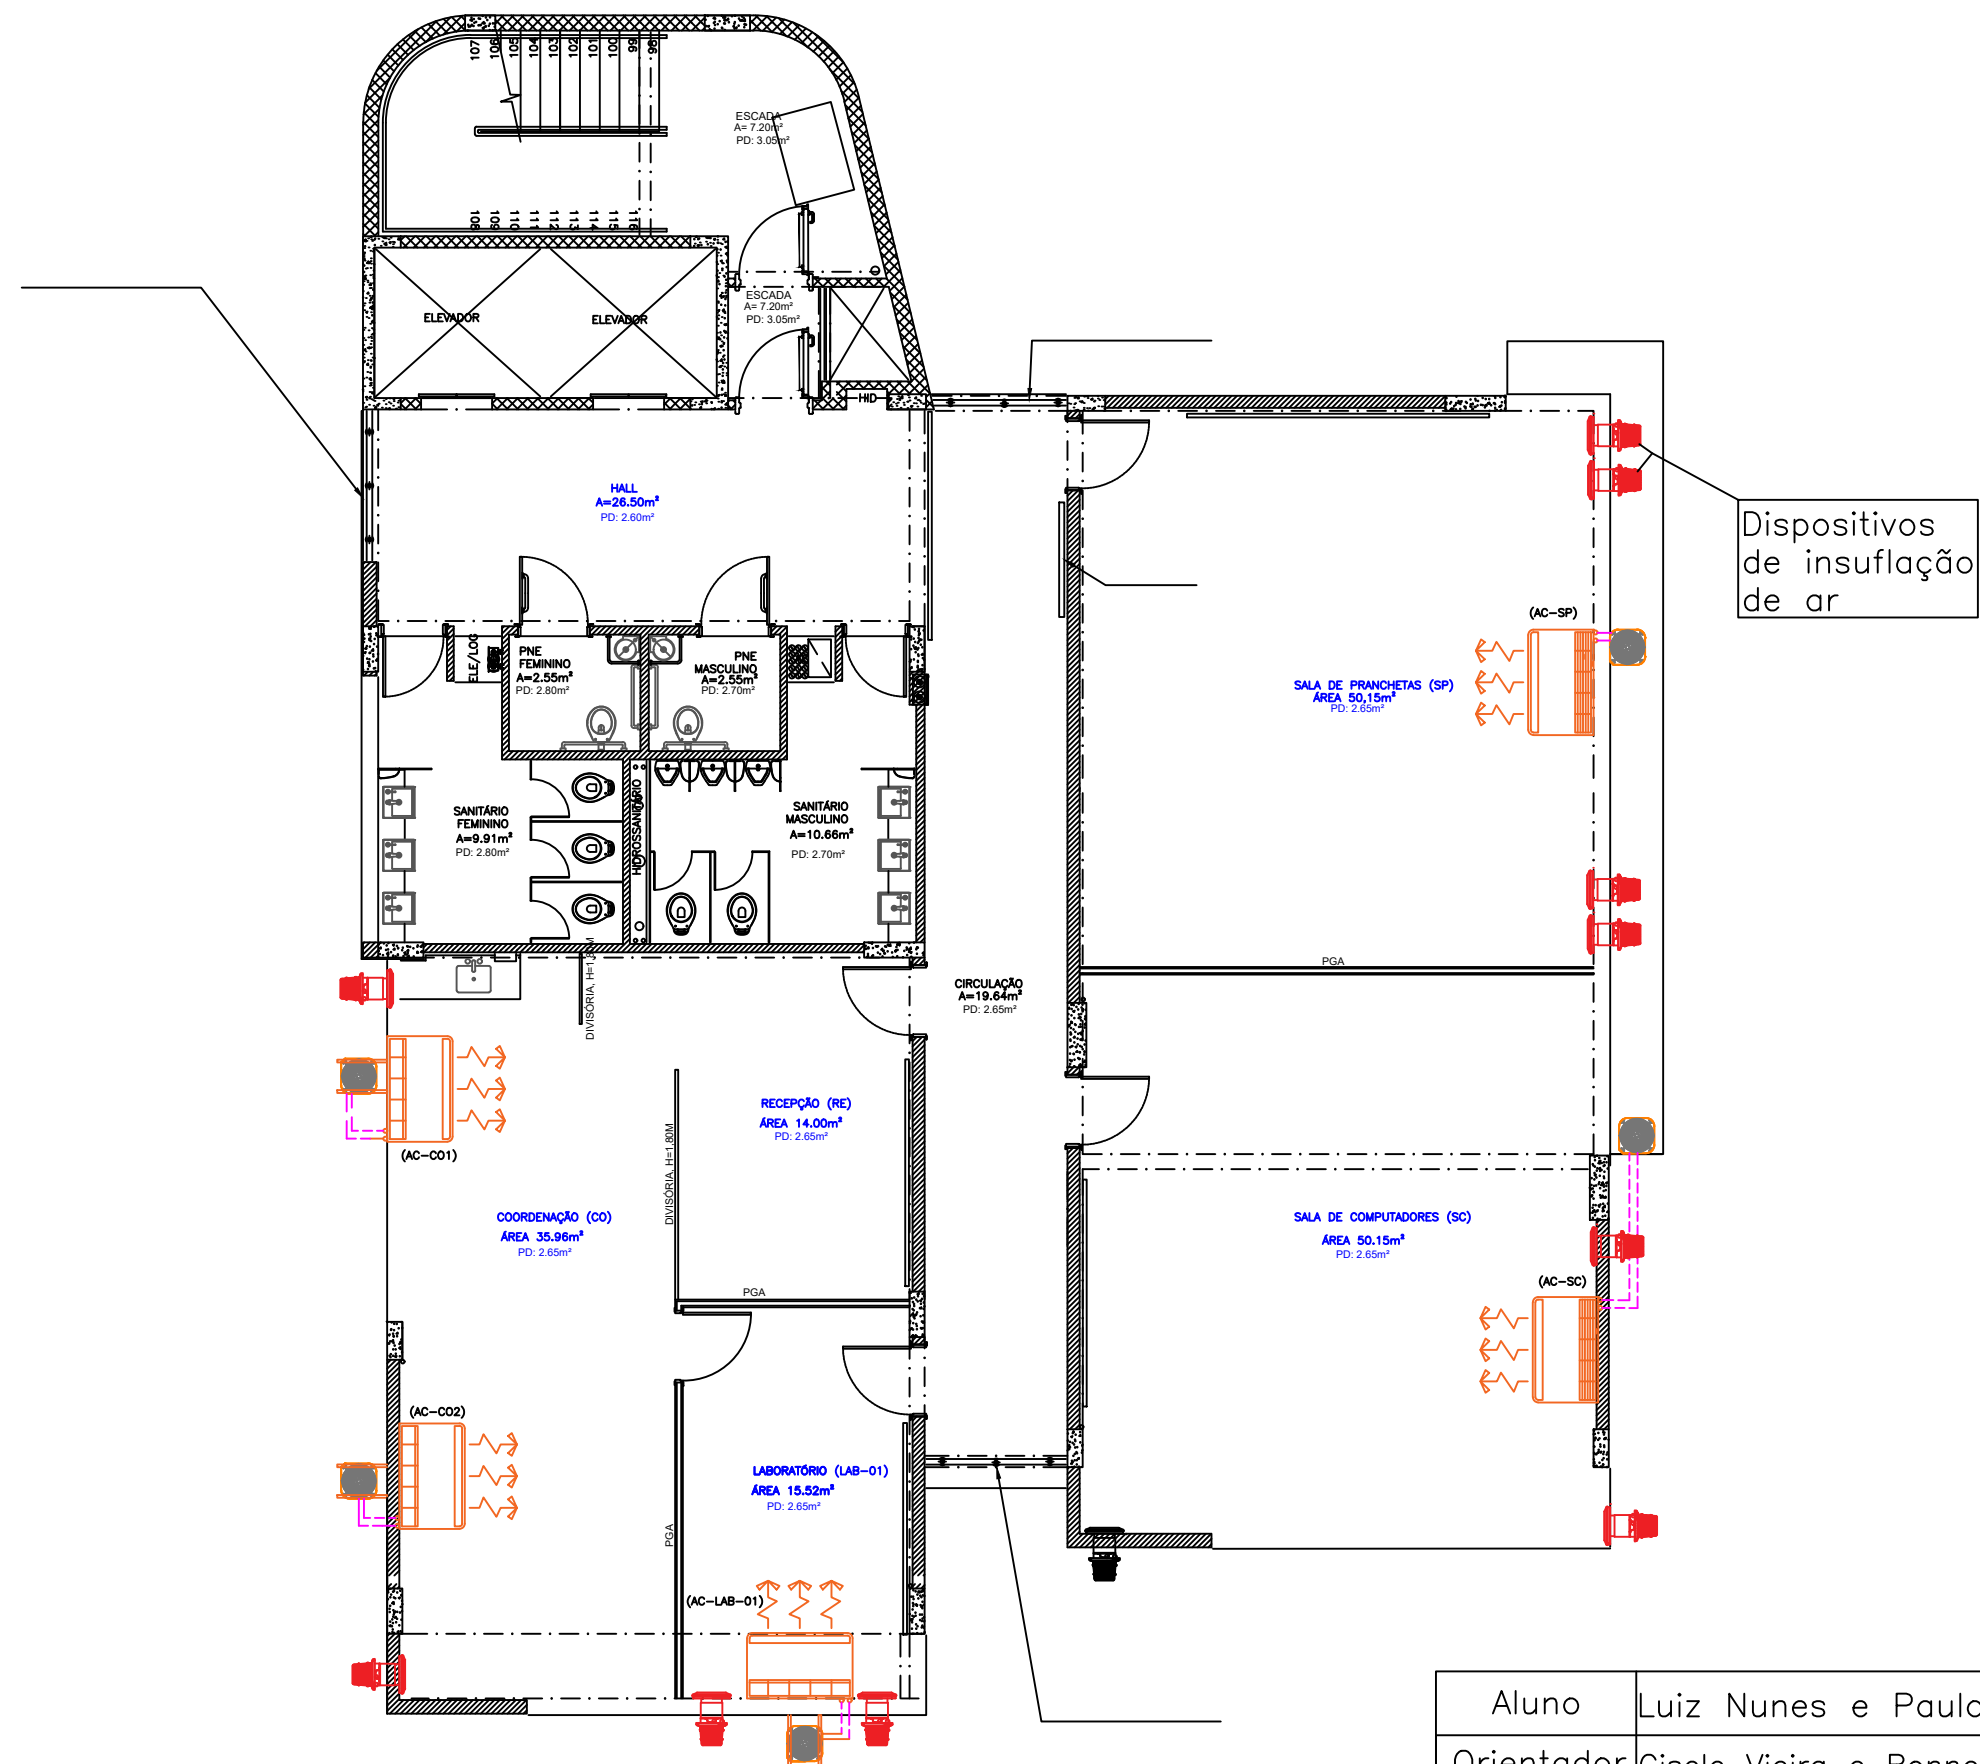 107
106
105
104
103
102
101
100
99
98
ESCADA
A= 7.20m²
PD: 3.05m²
108
109
110
111
112
113
114
115
116
ESCADA
A= 7.20m²
PD: 3.05m²
ELEVADOR
ELEVADOR
HID
HALL
A=26.50m²
PD: 2.60m²
Dispositivos
de insuflação
de ar
(AC-SP)
ELE/LOG
PNE
FEMININO
A=2.55m²
PD: 2.80m²
PNE
MASCULINO
A=2.55m²
PD: 2.70m²
SALA DE PRANCHETAS (SP)
ÁREA 50,15m²
PD: 2.65m²
SANITÁRIO
FEMININO
A=9.91m²
PD: 2.80m²
HIDROSSANITÁRIO
SANITÁRIO
MASCULINO
A=10.66m²
PD: 2.70m²
DIVISÓRIA, H=1,80M
PGA
CIRCULAÇÃO
A=19.64m²
PD: 2.65m²
(AC-CO1)
RECEPÇÃO (RE)
ÁREA 14.00m²
PD: 2.65m²
DIVISÓRIA, H=1,80M
COORDENAÇÃO (CO)
ÁREA 35.96m²
PD: 2.65m²
SALA DE COMPUTADORES (SC)
ÁREA 50.15m²
PD: 2.65m²
(AC-SC)
PGA
(AC-CO2)
LABORATÓRIO (LAB-01)
ÁREA 15.52m²
PD: 2.65m²
PGA
(AC-LAB-01)
Aluno
Luiz Nunes e Paulo
Orientador
Gisele Vieira e